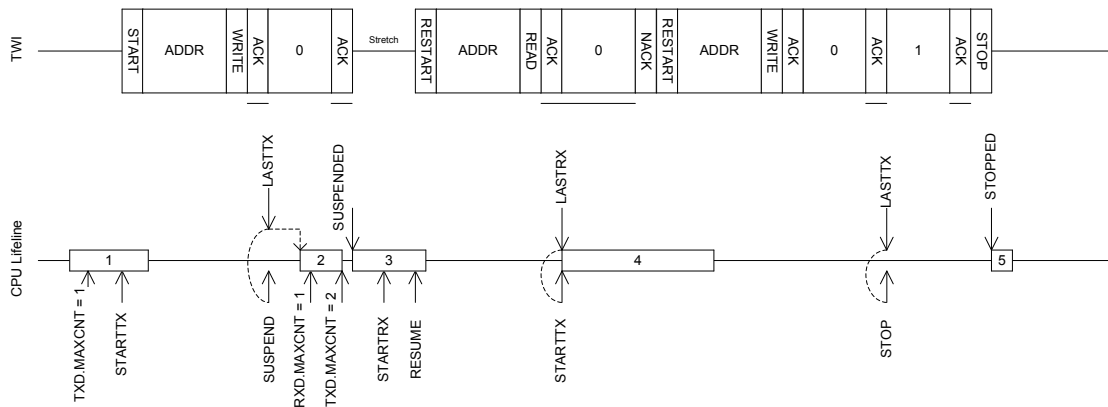 TWI
START
ADDR
WRITE
ACK
0
ACK
Stretch
RESTART
ADDR
READ
ACK
0
NACK
RESTART
ADDR
WRITE
ACK
0
ACK
1
ACK
STOP
CPU Lifeline
LASTTX
SUSPENDED
LASTRX
LASTTX
STOPPED
1
2
3
4
5
TXD.MAXCNT = 1
STARTTX
SUSPEND
RXD.MAXCNT = 1
TXD.MAXCNT = 2
STARTRX
RESUME
STARTTX
STOP